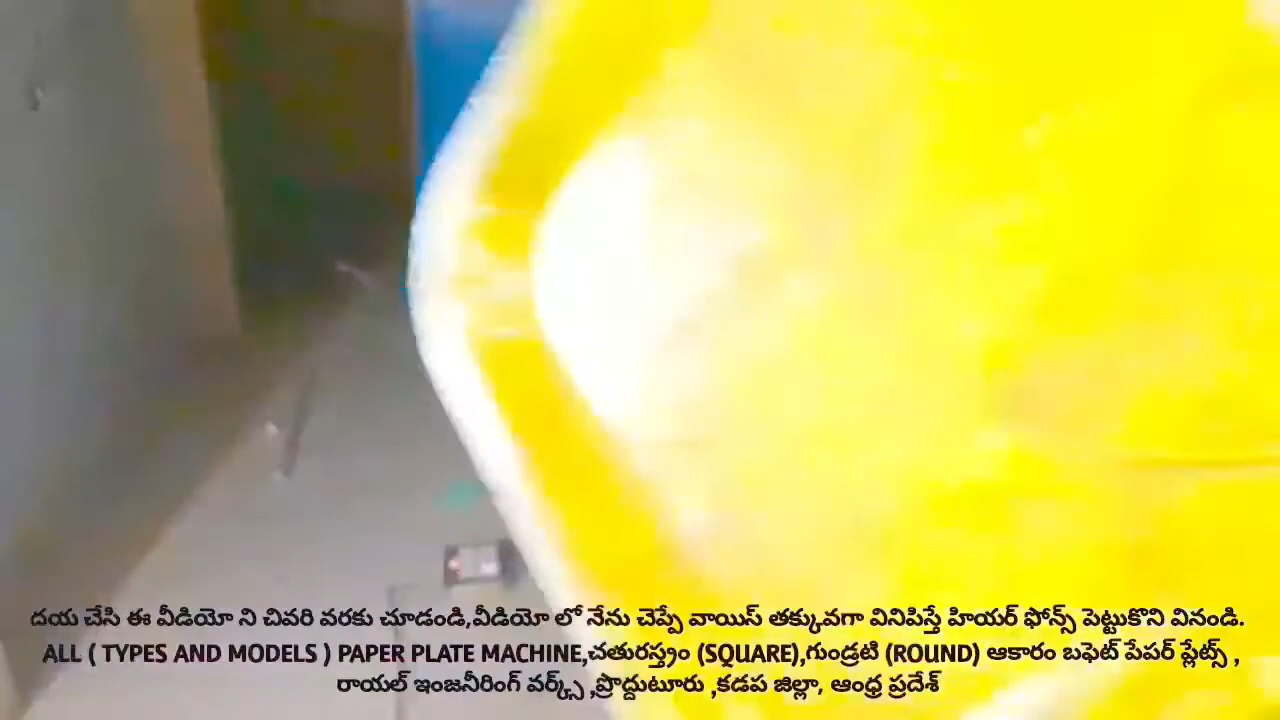 దయ చేసి ఈ వీడియో ని చివరి వరకు చూడండి,వీడియో లో నేను చెప్పే వాయిస్ తక్కువగా వినిపిస్తే హియర్ ఫోన్స్ పెట్టుకొని వినండి.
ALL ( TYPES AND MODELS ) PAPER PLATE MACHINE,చతురస్త్రం (SQUARE),గుండ్రటి (ROUND) ఆకారం బఫెట్ పేపర్ ప్లేట్స్ ,
రాయల్ ఇంజనీరింగ్ వర్క్స్ ,ప్రొద్దుటూరు ,కడప జిల్లా, ఆంధ్ర ప్రదేశ్